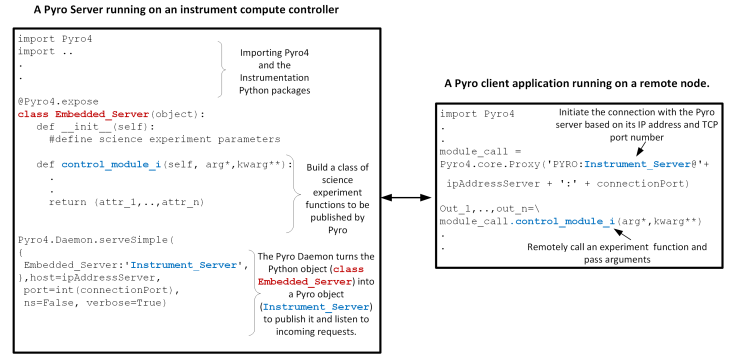 A Pyro Server running on an instrument compute controller
import Pyro4
import ..
.
.
Importing Pyro4
and the
Instrumentation
Python packages
@Pyro4.expose
class Embedded_Server(object):
def __init__(self):
#define science experiment parameters
def control_module_i(self, arg*,kwarg**):
.
.
return (attr_1,..,attr_n)
Build a class of
science
experiment
functions to be
published by
Pyro
Pyro4.Daemon.serveSimple(
{
Embedded_Server:'Instrument_Server',
},host=ipAddressServer,
port=int(connectionPort),
ns=False, verbose=True)
The Pyro Daemon turns the
Python object (class
Embedded_Server) into
a Pyro object
(Instrument_Server)
to publish it and listen to
incoming requests.
A Pyro client application running on a remote node.
import Pyro4
.
.
Initiate the connection with the Pyro
server based on its IP address and TCP
port number
module_call =
Pyro4.core.Proxy('PYRO:Instrument_Server@'+
ipAddressServer + ':' + connectionPort)
Out_1,..,out_n=\
module_call.control_module_i(arg*,kwarg**)
.
.
Remotely call an experiment function and
pass arguments